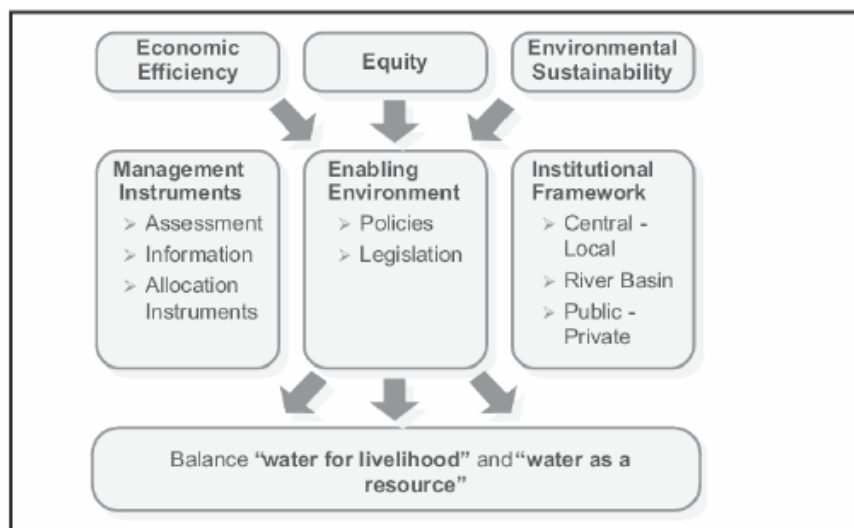 Economic
Efficiency
Equity
Environmental
Sustainability
Management
Instruments
➢ Assessment
➢ Information
➢ Allocation
Instruments
Enabling
Environment
➢ Policies
➢ Legislation
Institutional
Framework
➢ Central -
Local
➢ River Basin
➢ Public -
Private
Balance “water for livelihood” and “water as a
resource”